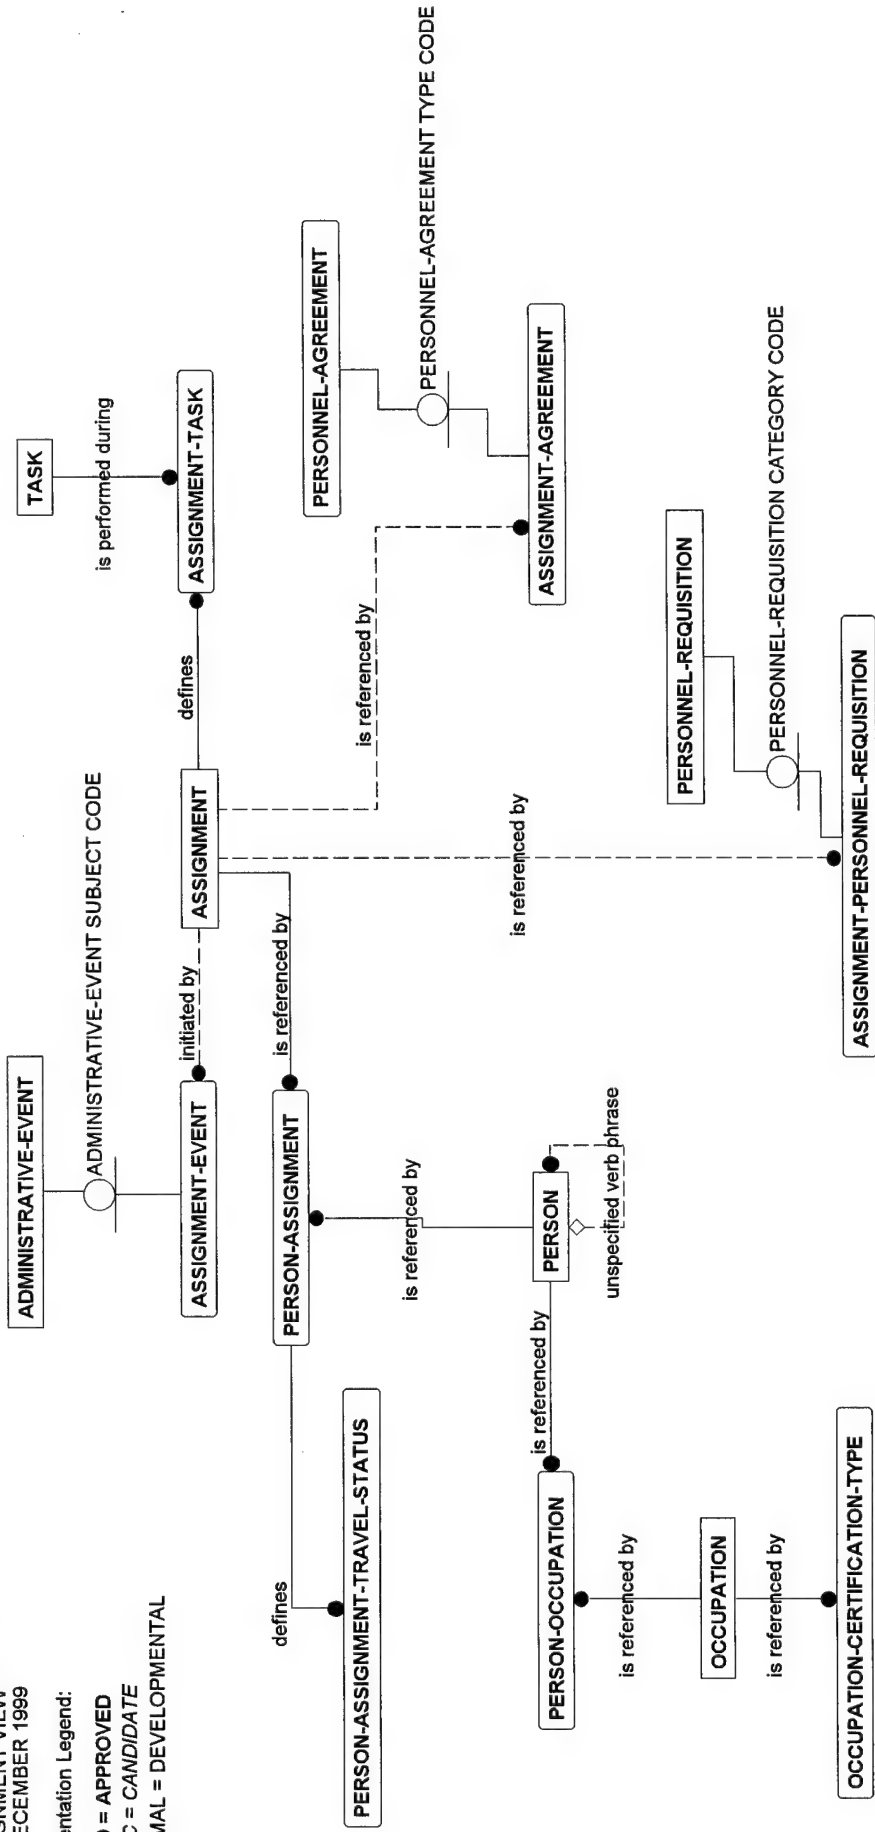 GNMENT VIEW
ECEMBER 1999
entation Legend:
= APPROVED
C = CANDIDATE
MAL = DEVELOPMENTAL
ADMINISTRATIVE-EVENT
ADMINISTRATIVE-EVENT SUBJECT CODE
ASSIGNMENT-EVENT
initiated by
ASSIGNMENT
defines
TASK
is performed during
ASSIGNMENT-TASK
is referenced by
PERSON-ASSIGNMENT
defines
PERSON-ASSIGNMENT-TRAVEL-STATUS
is referenced by
PERSONNEL-AGREEMENT
PERSONNEL-AGREEMENT TYPE CODE
ASSIGNMENT-AGREEMENT
is referenced by
PERSON
unspecified verb phrase
is referenced by
PERSON-OCCUPATION
is referenced by
OCCUPATION
is referenced by
OCCUPATION-CERTIFICATION-TYPE
is referenced by
PERSONNEL-REQUISITION
PERSONNEL-REQUISITION CATEGORY CODE
ASSIGNMENT-PERSONNEL-REQUISITION